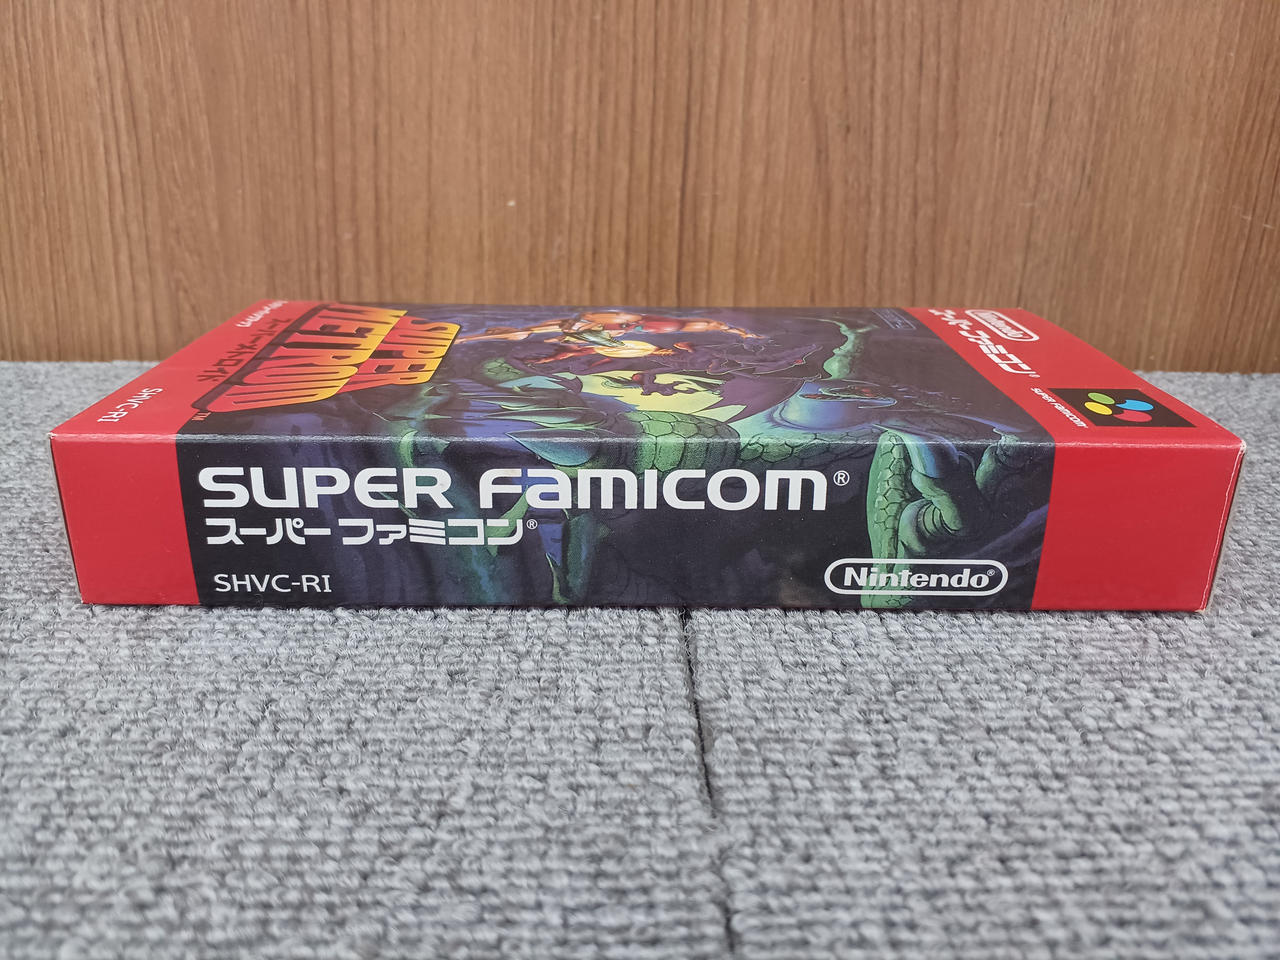 SUPER
METROID
TM
スーパーメトロイド
SHVC-RI
Nintendo®
スーパーファミコン®
SUPER FAMICOM
SUPER FAMICOM®
スーパーファミコン®
SHVC-RI
Nintendo®